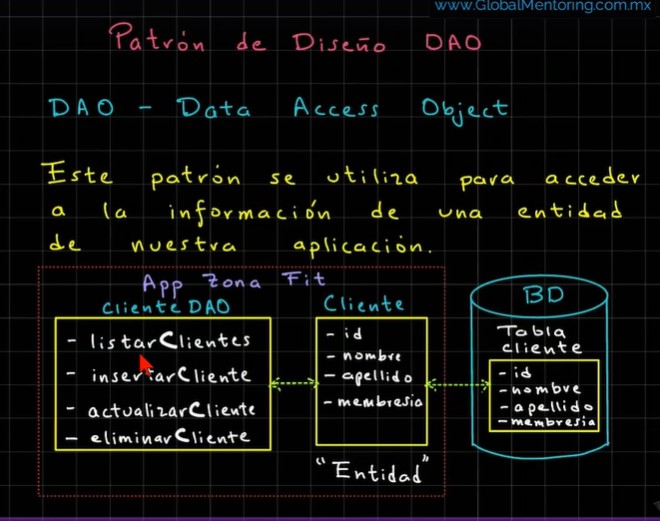 www.GlobalMentoring.com.mx
Patrón de Diseño DAO
DAO - Data Access Object
Este patrón se utiliza para acceder
a la información de una entidad
de nuestra aplicación.
App Zona Fit
Cliente DAO
- listarClientes
- insertarCliente
- actualizarCliente
- eliminarCliente
Cliente
- id
- nombre
- apellido
- membresia
"Entidad"
BD
Tabla
cliente
- id
- nombre
- apellido
- membresia